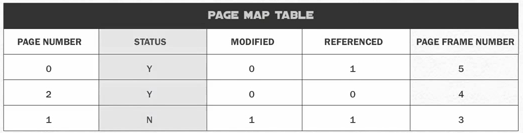 PAGE MAP TABLE
PAGE NUMBER STATUS MODIFIED REFERENCED PAGE FRAME NUMBER
0 Y 0 1 5
2 Y 0 0 4
1 N 1 1 3